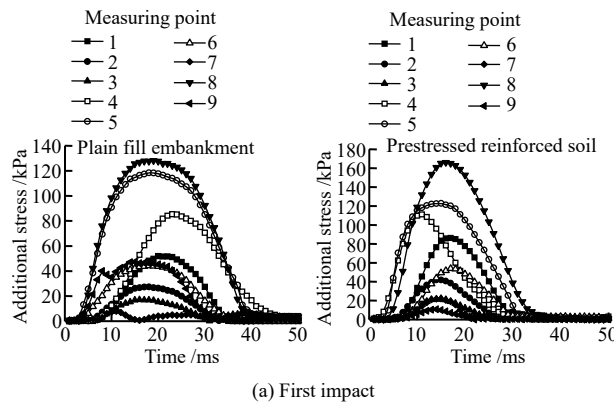 Measuring point
1 6
2 7
3 8
4 9
5
Plain fill embankment
Additional stress /kPa
140
120
100
80
60
40
20
0
0 10 20 30 40 50
Time /ms
Measuring point
1 6
2 7
3 8
4 9
5
Prestressed reinforced soil
Additional stress /kPa
180
160
140
120
100
80
60
40
20
0
0 10 20 30 40 50
Time /ms
(a) First impact